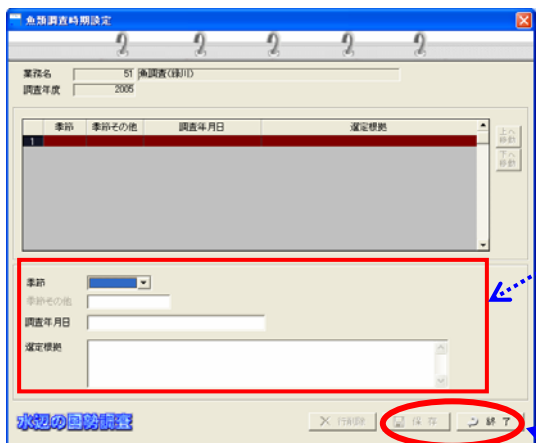 魚類調査時期設定
業務名 51 魚調査(緑川)
調査年度 2005
季節 季節その他 調査年月日 選定根拠
1
上へ移動
下へ移動
季節
季節その他
調査年月日
選定根拠
水辺の国勢調査 行削除 保存 終了